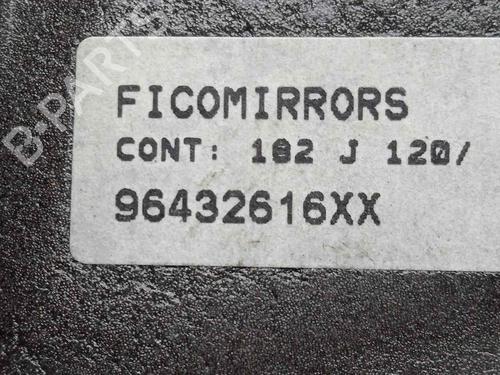 B-PARTS
FICOMIRRORS
CONT: 182 J 120/
96432616XX